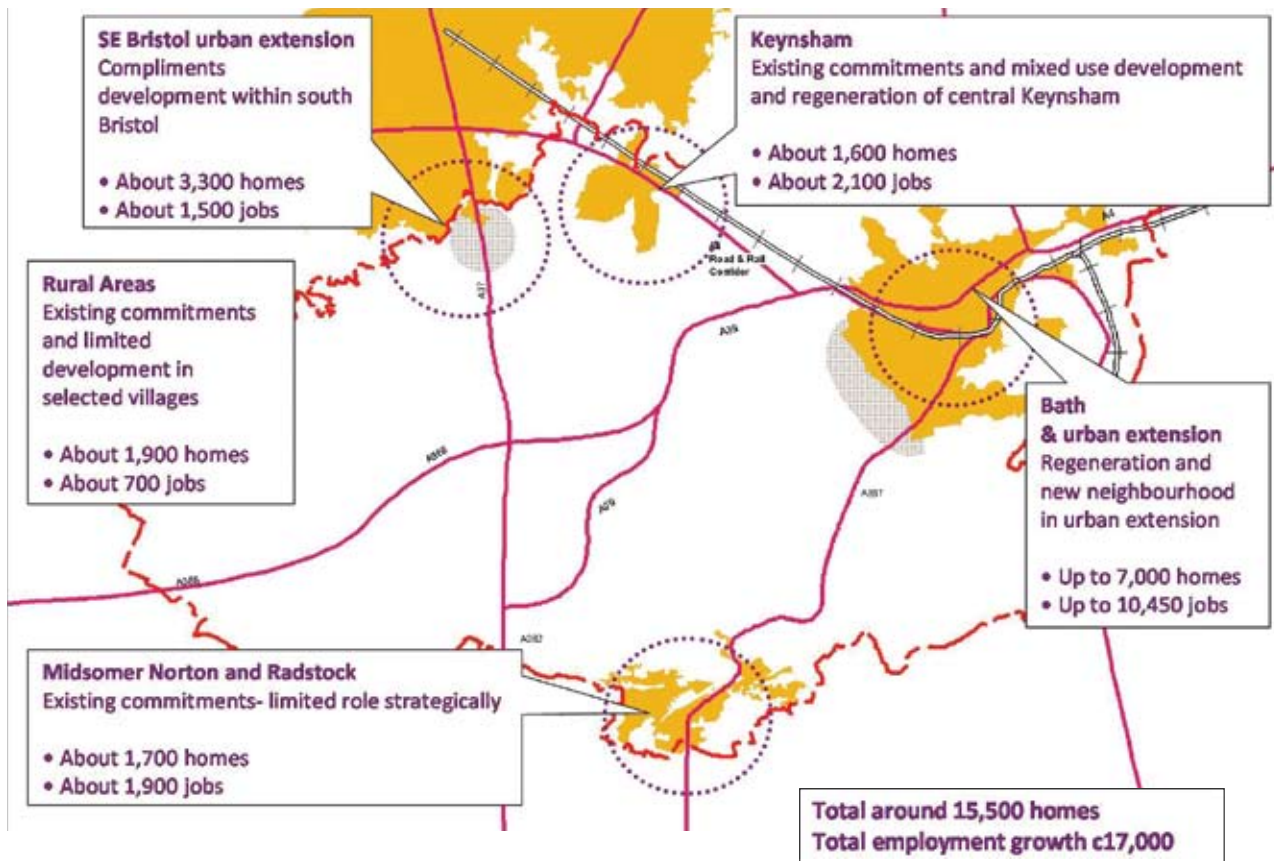 SE Bristol urban extension
Compliments
development within south
Bristol
• About 3,300 homes
• About 1,500 jobs
Keynsham
Existing commitments and mixed use development
and regeneration of central Keynsham
• About 1,600 homes
• About 2,100 jobs
A4
Road & Rail
Corridor
Rural Areas
Existing commitments
and limited
development in
selected villages
• About 1,900 homes
• About 700 jobs
A37
A39
Bath
& urban extension
Regeneration and
new neighbourhood
in urban extension
• Up to 7,000 homes
• Up to 10,450 jobs
A368
A39
A367
A368
Midsomer Norton and Radstock
Existing commitments- limited role strategically
• About 1,700 homes
• About 1,900 jobs
Total around 15,500 homes
Total employment growth c17,000